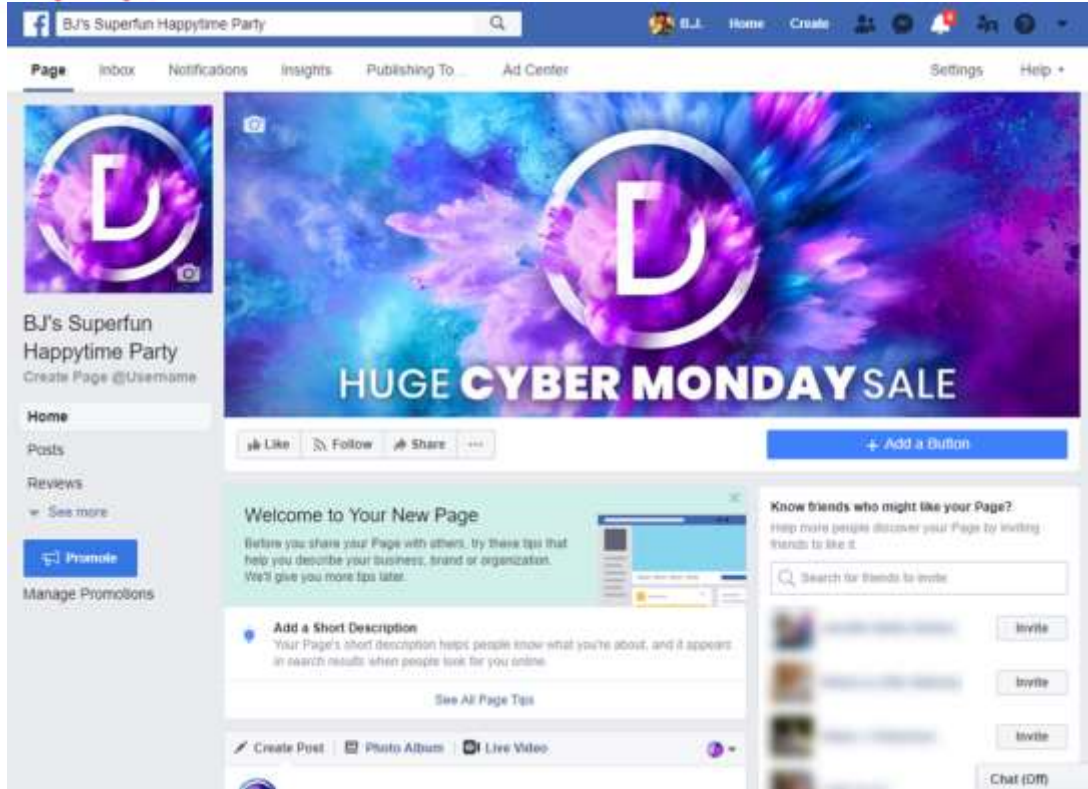 BJ's Superfun Happytime Party
B.J. Home Create
Page Inbox Notifications Insights Publishing To... Ad Center Settings Help
D
D
HUGE CYBER MONDAY SALE
BJ's Superfun
Happytime Party
Create Page @Username
Home
Posts
Reviews
See more
Promote
Manage Promotions
Like Follow Share ...
+ Add a Button
Welcome to Your New Page
Before you share your Page with others, try these tips that
help you describe your business, brand or organization.
We'll give you more tips later.
Add a Short Description
Your Page's short description helps people know what you're about, and it appears
in search results when people look for you online.
See All Page Tips
Create Post Photo Album Live Video
Know friends who might like your Page?
Help more people discover your Page by inviting
friends to like it.
Search for friends to invite
Invite
Invite
Invite
Chat (Off)